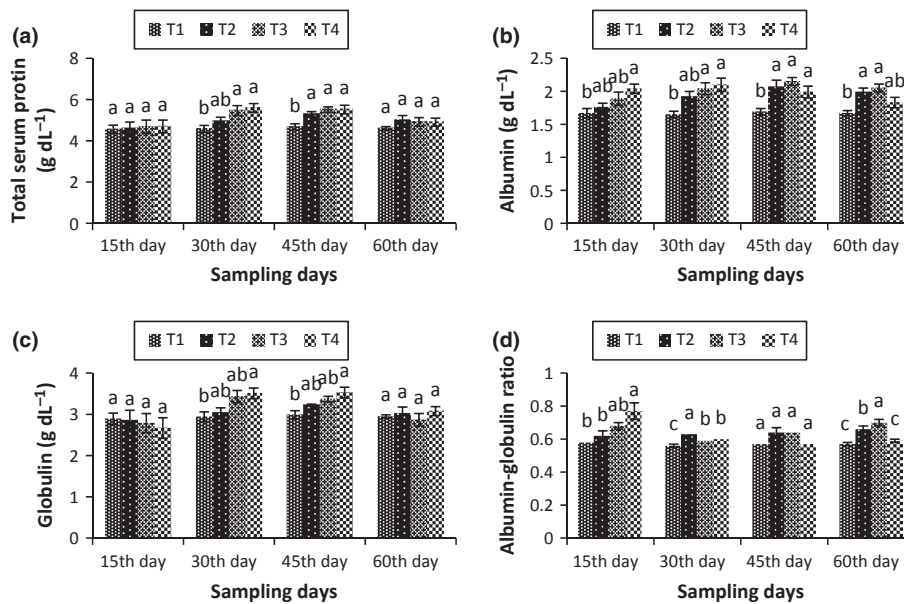 (a)
T1 T2 T3 T4
Total serum protin
(g dL⁻¹)
8
6
4
2
0
a a a a b ab a a b a a a a a a a
15th day 30th day 45th day 60th day
Sampling days
(b)
T1 T2 T3 T4
Albumin (g dL⁻¹)
2.5
2
1.5
1
0.5
0
b ab ab a b ab a a b a a a b a a ab
15th day 30th day 45th day 60th day
Sampling days
(c)
T1 T2 T3 T4
Globulin (g dL⁻¹)
4
3
2
1
0
a a a a b ab ab a b ab ab a a a a a
15th day 30th day 45th day 60th day
Sampling days
(d)
T1 T2 T3 T4
Albumin-globulin ratio
1
0.8
0.6
0.4
0.2
0
b b b a c a b b a a a a c b a c
15th day 30th day 45th day 60th day
Sampling days